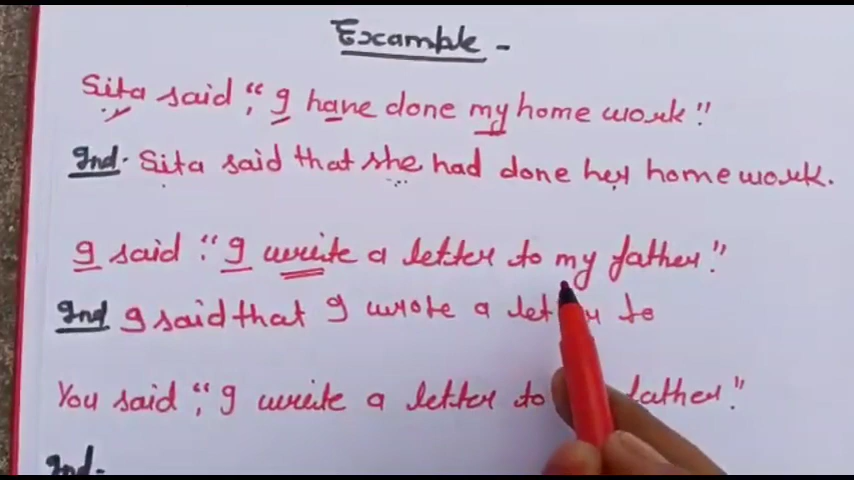 Example -
Sita said, "I have done my home work".
Ind. Sita said that she had done her home work.
I said "I write a letter to my father".
Ind I said that I wrote a letter to
You said, "I write a letter to father".
Ind.